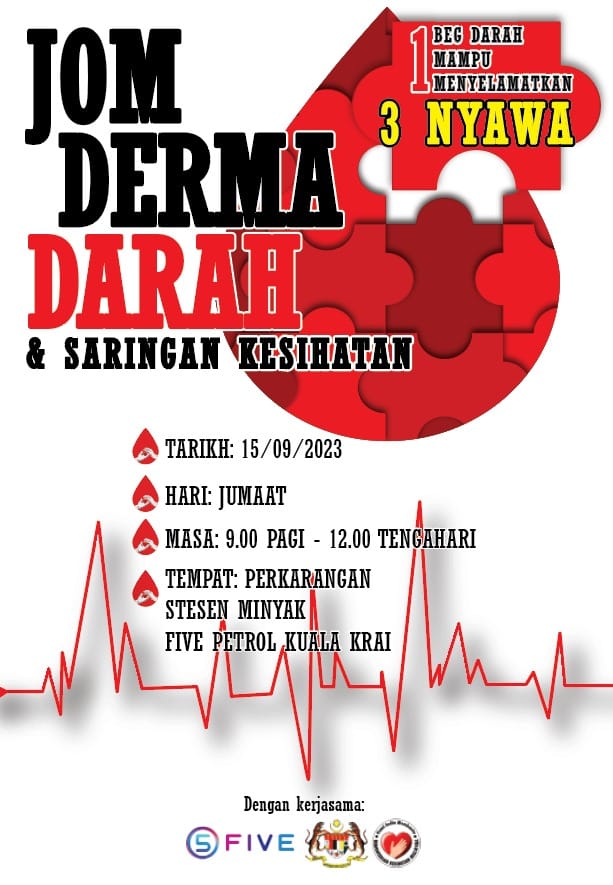 JOM
DERMA
DARAH
& SARINGAN KESIHATAN
1 BEG DARAH
MAMPU
MENYELAMATKAN
3 NYAWA
TARIKH: 15/09/2023
HARI: JUMAAT
MASA: 9.00 PAGI - 12.00 TENGAHARI
TEMPAT: PERKARANGAN
STESEN MINYAK
FIVE PETROL KUALA KRAI
Dengan kerjasama:
FIVE